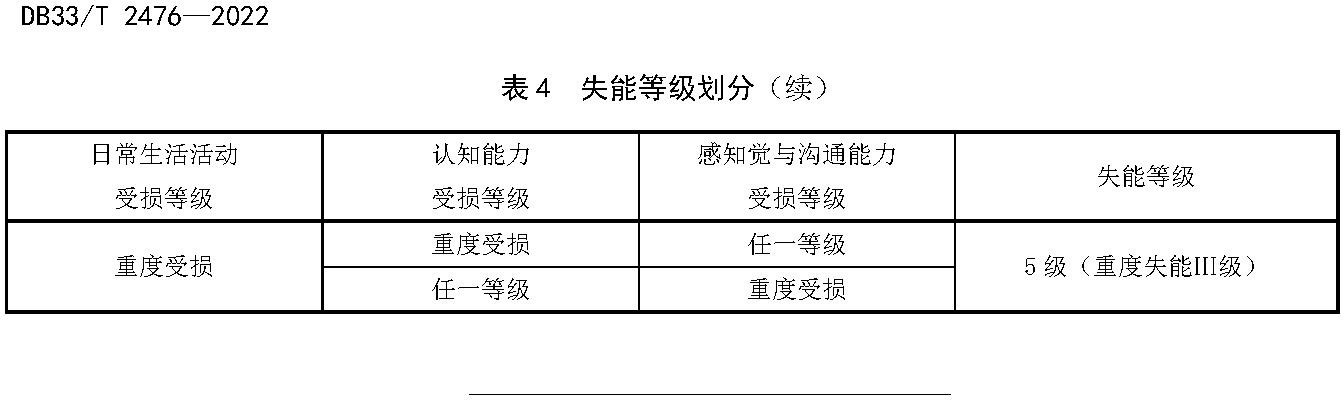 DB33/T 2476—2022
表 4 失能等级划分（续）
日常生活活动
受损等级
认知能力
受损等级
感知觉与沟通能力
受损等级
失能等级
重度受损
重度受损
任一等级
任一等级
重度受损
5 级（重度失能III级）